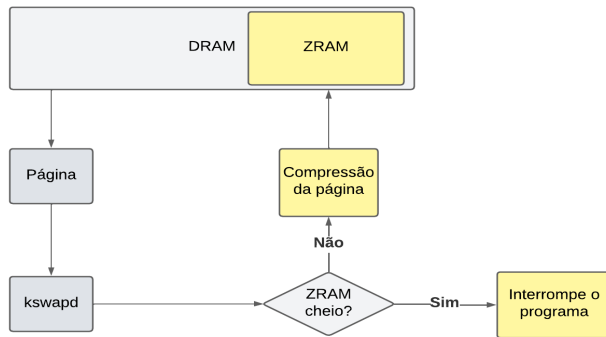 DRAM
ZRAM
Página
Compressão
da página
Não
kswapd
ZRAM
cheio?
Sim
Interrompe o
programa